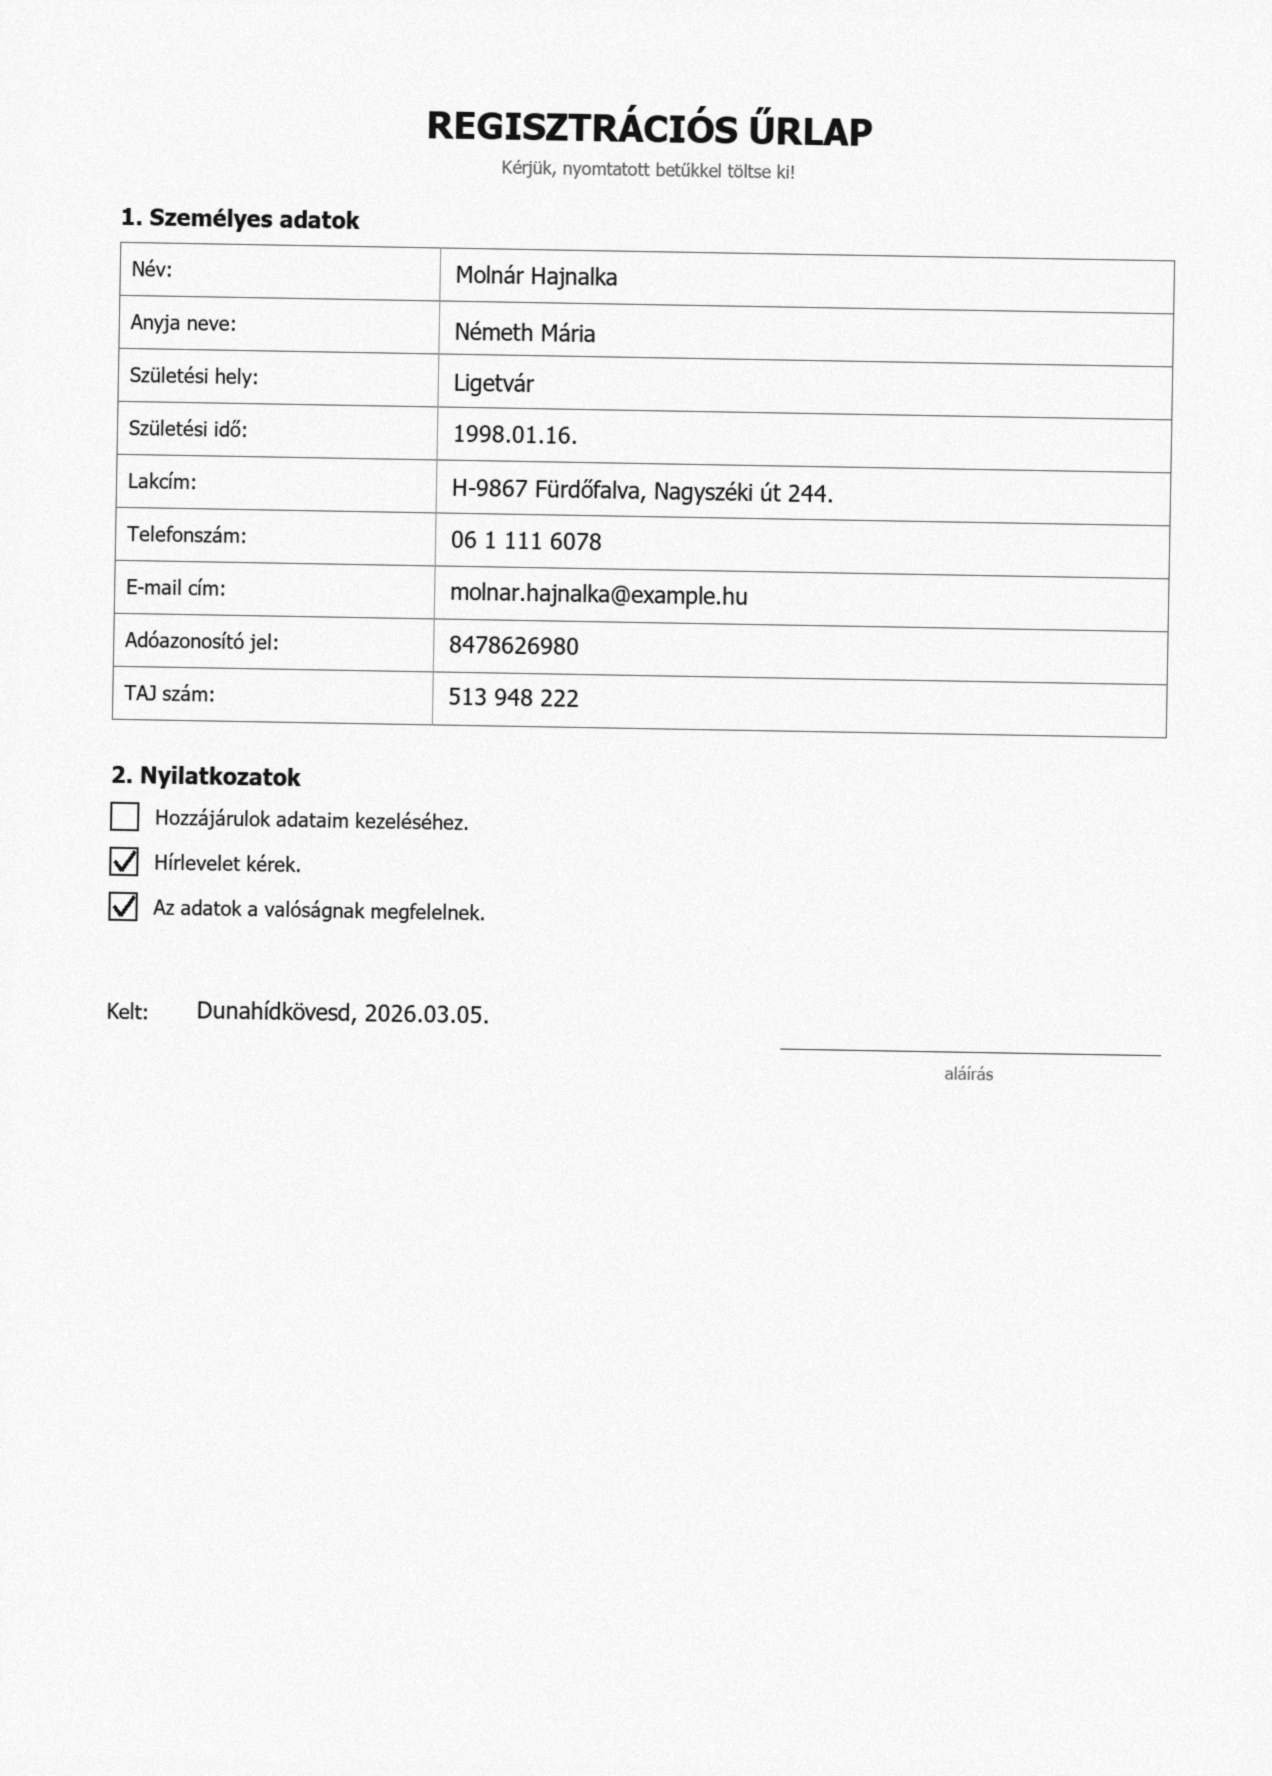 REGISZTRÁCIÓS ŰRLAP
Kérjük, nyomtatott betűkkel töltse ki!
1. Személyes adatok
Név: Molnár Hajnalka
Anyja neve: Németh Mária
Születési hely: Ligetvár
Születési idő: 1998.01.16.
Lakcím: H-9867 Fürdőfalva, Nagyszéki út 244.
Telefonszám: 06 1 111 6078
E-mail cím: molnar.hajnalka@example.hu
Adóazonosító jel: 8478626980
TAJ szám: 513 948 222
2. Nyilatkozatok
Hozzájárulok adataim kezeléséhez.
Hírlevelet kérek.
Az adatok a valóságnak megfelelnek.
Kelt: Dunahídkövesd, 2026.03.05.
aláírás